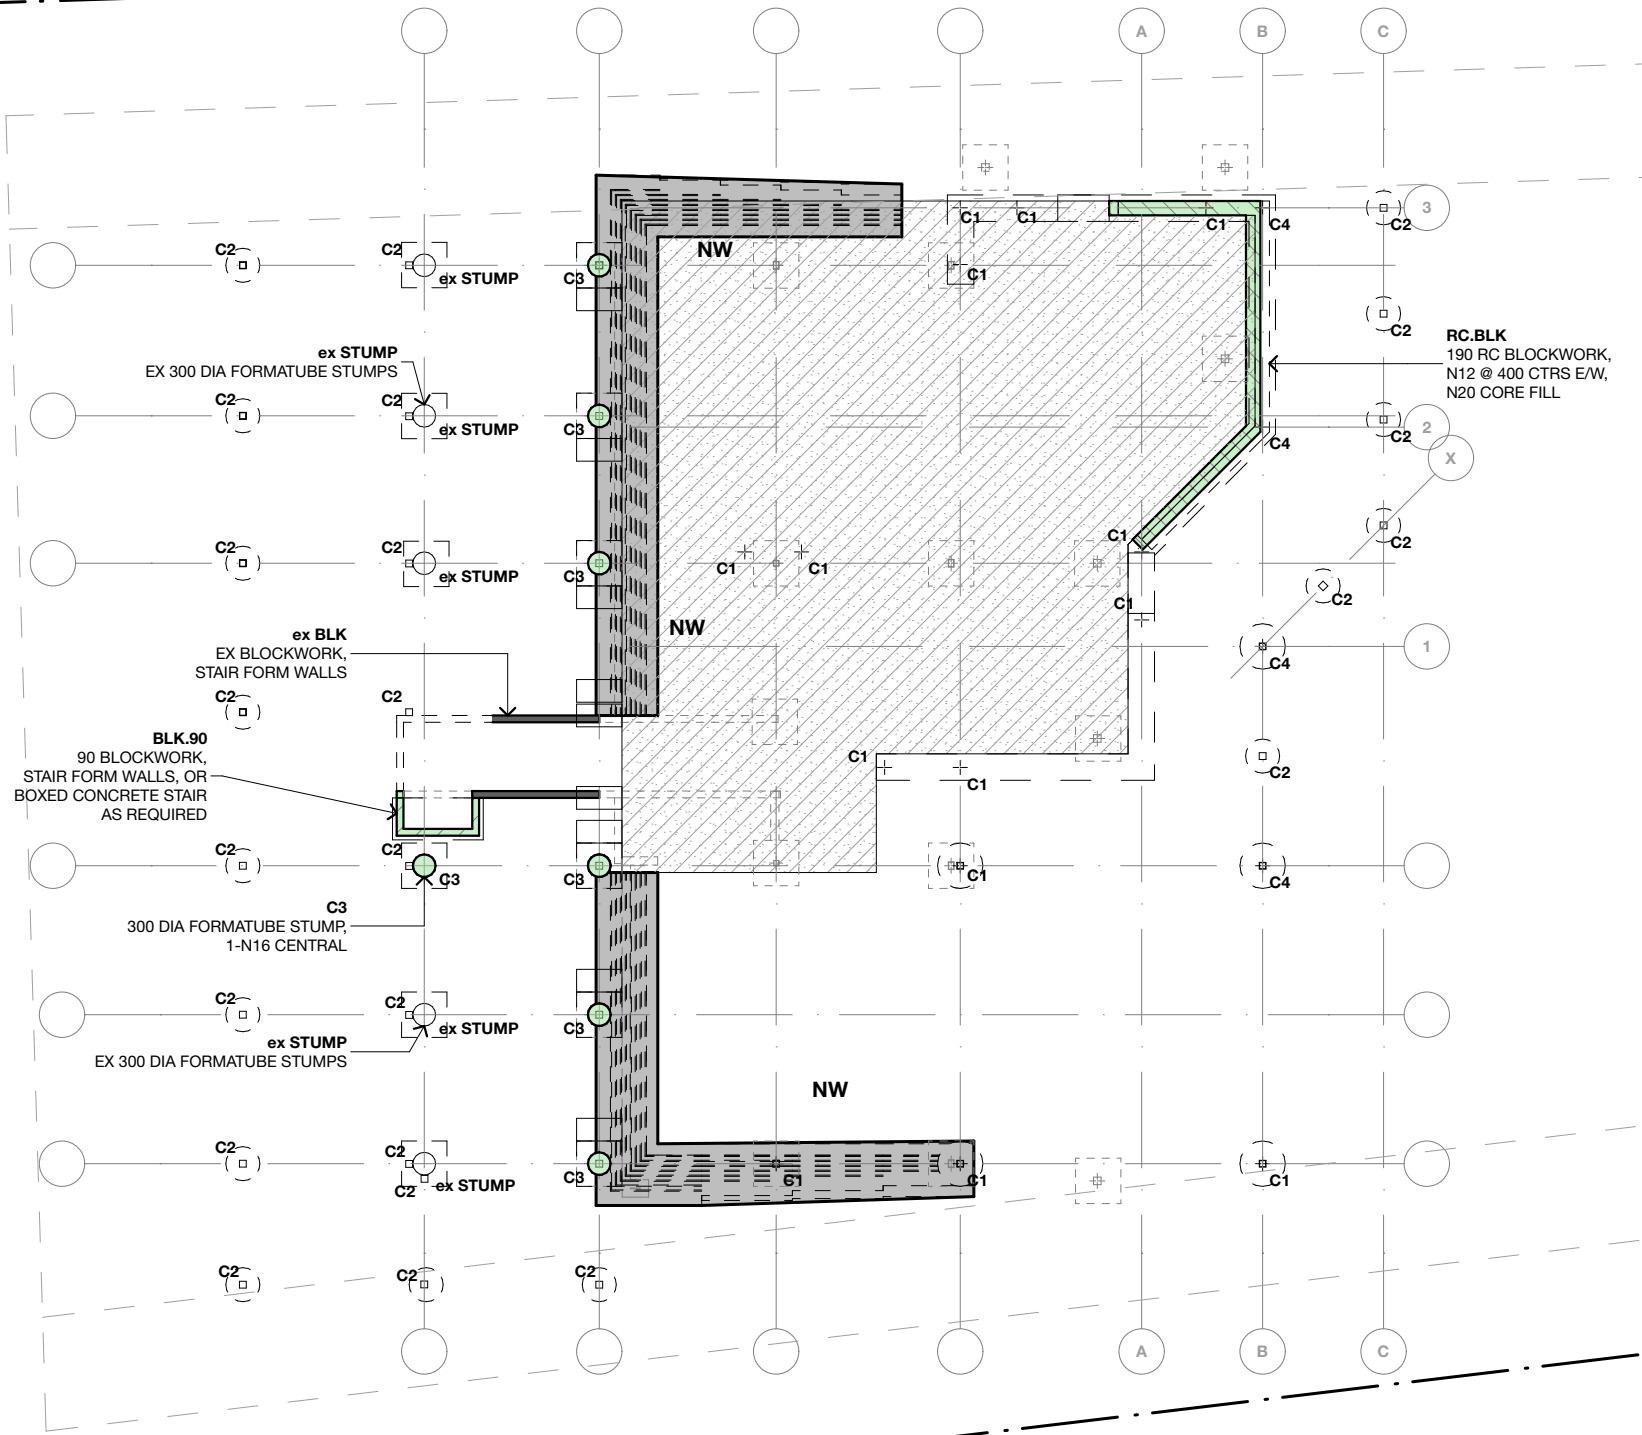 A
B
C
C1
C1
C1
C4
C2
3
C2
C2
NW
C3
C1
ex STUMP
C2
RC.BLK
190 RC BLOCKWORK,
N12 @ 400 CTRS E/W,
N20 CORE FILL
ex STUMP
EX 300 DIA FORMATUBE STUMPS
C2
C2
ex STUMP
C3
C4
C2
2
X
C2
C2
ex STUMP
C3
C1
C1
C1
C2
C1
C2
NW
ex BLK
EX BLOCKWORK,
STAIR FORM WALLS
C4
1
C2
C2
BLK.90
90 BLOCKWORK,
STAIR FORM WALLS, OR
BOXED CONCRETE STAIR
AS REQUIRED
C1
C1
C2
C2
C2
C3
C3
C1
C4
C3
300 DIA FORMATUBE STUMP,
1-N16 CENTRAL
C2
C2
ex STUMP
C3
ex STUMP
EX 300 DIA FORMATUBE STUMPS
NW
C2
C2
C2
ex STUMP
C3
C1
C1
C1
C2
C2
C2
A
B
C